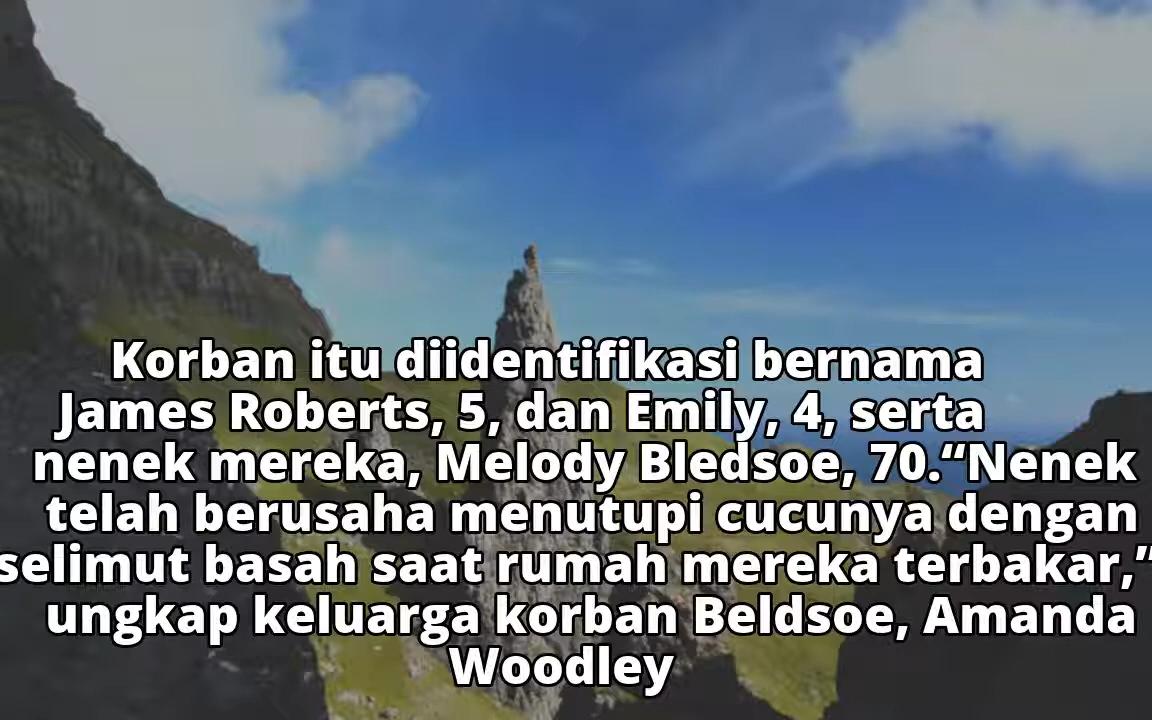 Korban itu diidentifikasi bernama
James Roberts, 5, dan Emily, 4, serta
nenek mereka, Melody Bledsoe, 70.“Nenek
telah berusaha menutupi cucunya dengan
selimut basah saat rumah mereka terbakar,”
ungkap keluarga korban Beldsoe, Amanda
Woodley